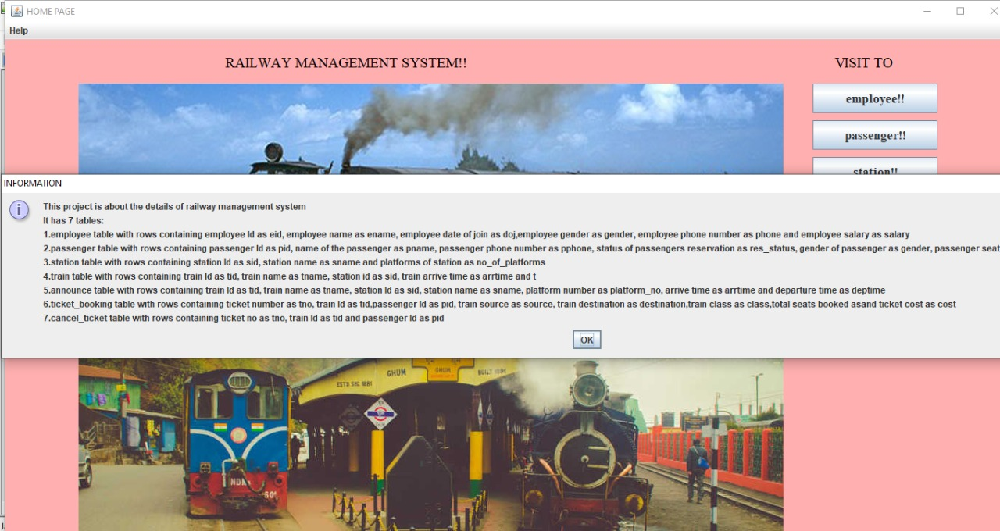 HOME PAGE
Help
RAILWAY MANAGEMENT SYSTEM!!
VISIT TO
employee!!
passenger!!
station!!
INFORMATION
This project is about the details of railway management system
It has 7 tables:
1.employee table with rows containing employee Id as eid, employee name as ename, employee date of join as doj,employee gender as gender, employee phone number as phone and employee salary as salary
2.passenger table with rows containing passenger Id as pid, name of the passenger as pname, passenger phone number as pphone, status of passengers reservation as res_status, gender of passenger as gender, passenger seat
3.station table with rows containing station Id as sid, station name as sname and platforms of station as no_of_platforms
4.train table with rows containing train Id as tid, train name as tname, station id as sid, train arrive time as arrtime and t
5.announce table with rows containing train Id as tid, train name as tname, station Id as sid, station name as sname, platform number as platform_no, arrive time as arrtime and departure time as deptime
6.ticket_booking table with rows containing ticket number as tno, train Id as tid,passenger Id as pid, train source as source, train destination as destination,train class as class,total seats booked asand ticket cost as cost
7.cancel_ticket table with rows containing ticket no as tno, train Id as tid and passenger Id as pid
OK
GHUM
GHUM
BUILT 1891
ESTD. SEC. 1881